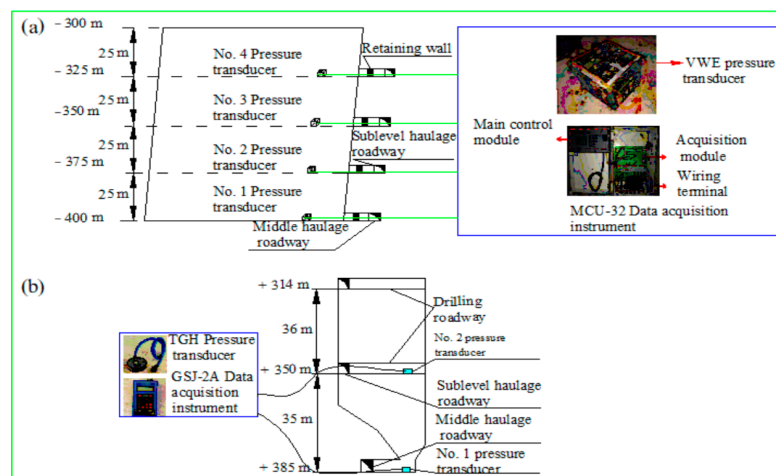 (a)
− 300 m
25 m
− 325 m
25 m
−350 m
25 m
− 375 m
25 m
− 400 m
No. 4 Pressure
transducer
No. 3 Pressure
transducer
No. 2 Pressure
transducer
No. 1 Pressure
transducer
Retaining wall
Sublevel haulage
roadway
Middle haulage
roadway
VWE pressure
transducer
Main control
module
Acquisition
module
Wiring
terminal
MCU-32 Data acquisition
instrument
(b)
+ 314 m
36 m
+ 350 m
35 m
+ 385 m
TGH Pressure
transducer
GSJ-2A Data
acquisition
instrument
Drilling
roadway
No. 2 pressure
transducer
Sublevel haulage
roadway
Middle haulage
roadway
No. 1 pressure
transducer